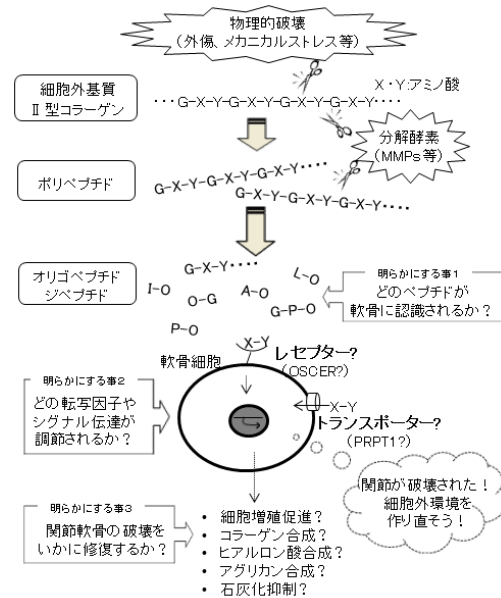 物理的破壊
（外傷、メカニカルストレス等）
細胞外基質
Ⅱ型コラーゲン
・・・G-X-Y-G-X-Y-G-X-Y-G-X-Y・・・・
X・Y:アミノ酸
分解酵素
（MMPs等）
ポリペプチド
G-X-Y-G-X-Y-G-X-Y・・・・
G-X-Y-G-X-Y-G-X-Y・・・・
オリゴペプチド
ジペプチド
G-X-Y・・・・
I-O
O-G
A-O
L-O
G-P-O
P-O
明らかにする事1
どのペプチドが
軟骨に認識されるか？
軟骨細胞
X-Y
レセプター?
(OSCER?)
明らかにする事2
どの転写因子や
シグナル伝達が
調節されるか？
X-Y
トランスポーター?
(PRPT1?)
関節が破壊された！
細胞外環境を
作り直そう！
明らかにする事3
関節軟骨の破壊を
いかに修復するか？
• 細胞増殖促進？
• コラーゲン合成？
• ヒアルロン酸合成？
• アグリカン合成？
• 石灰化抑制？